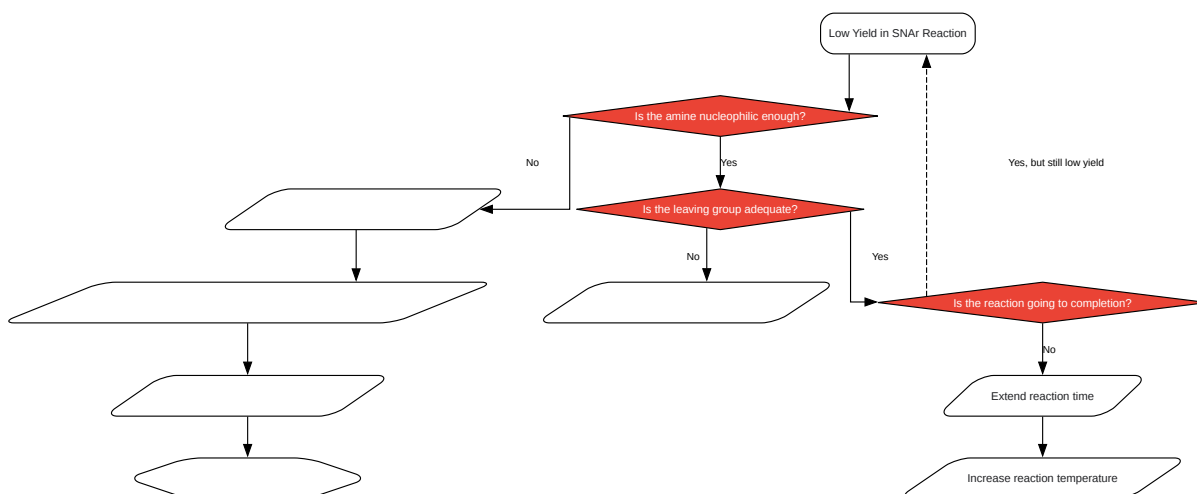 Low Yield in SNAr Reaction
Is the amine nucleophilic enough?
No
Yes
Yes, but still low yield
Is the leaving group adequate?
No
Yes
Is the reaction going to completion?
No
Extend reaction time
Increase reaction temperature